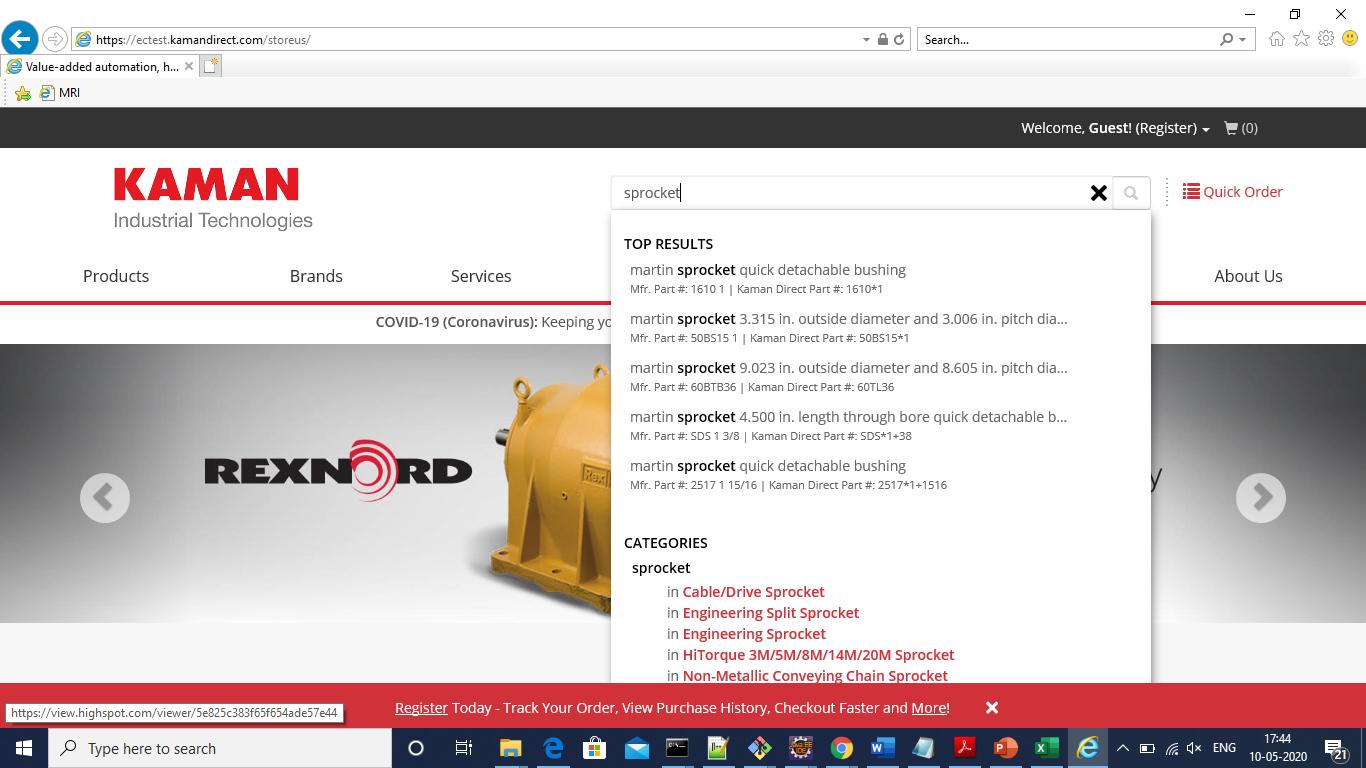 https://ectest.kamandirect.com/storeus/
Search...
Value-added automation, h...
MRI
Welcome, Guest! (Register)
(0)
KAMAN
Industrial Technologies
sprocket
Quick Order
Products
Brands
Services
About Us
TOP RESULTS
martin sprocket quick detachable bushing
Mfr. Part #: 1610 1 | Kaman Direct Part #: 1610*1
martin sprocket 3.315 in. outside diameter and 3.006 in. pitch dia...
Mfr. Part #: 50BS15 1 | Kaman Direct Part #: 50BS15*1
martin sprocket 9.023 in. outside diameter and 8.605 in. pitch dia...
Mfr. Part #: 60BTB36 | Kaman Direct Part #: 60TL36
martin sprocket 4.500 in. length through bore quick detachable b...
Mfr. Part #: SDS 1 3/8 | Kaman Direct Part #: SDS*1+38
martin sprocket quick detachable bushing
Mfr. Part #: 2517 1 15/16 | Kaman Direct Part #: 2517*1+1516
COVID-19 (Coronavirus): Keeping
REXNORD
CATEGORIES
sprocket
in Cable/Drive Sprocket
in Engineering Split Sprocket
in Engineering Sprocket
in HiTorque 3M/5M/8M/14M/20M Sprocket
in Non-Metallic Conveying Chain Sprocket
Register Today - Track Your Order, View Purchase History, Checkout Faster and More!
https://view.highspot.com/viewer/5e825c383f65f654ade57e44
Type here to search
ENG
17:44
10-05-2020
21